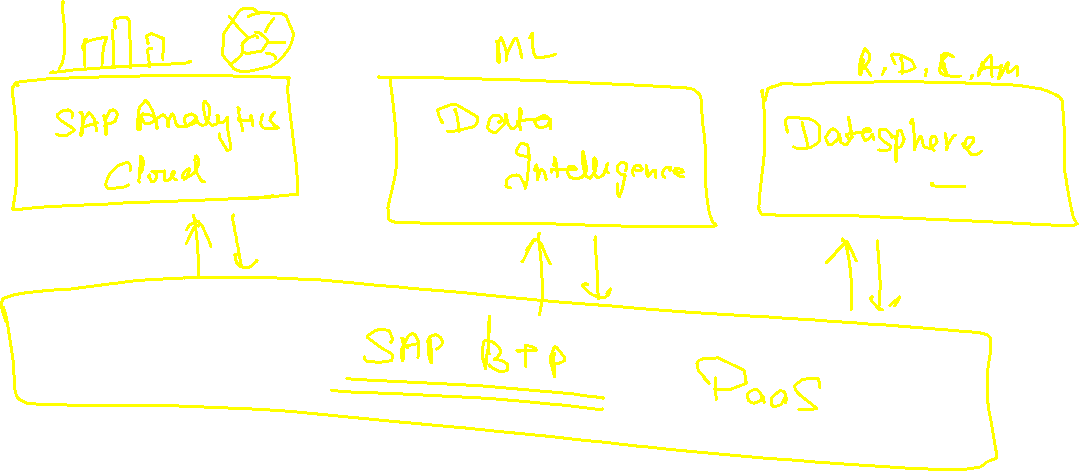 ML
R, D, C, AM
SAP Analytics
Cloud
Data
Intelligence
Datasphere
SAP BTP PaaS